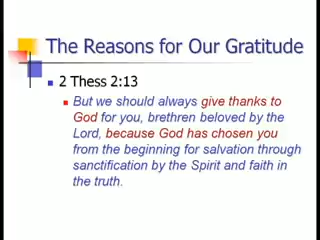 The Reasons for Our Gratitude
2 Thess 2:13
But we should always give thanks to
God for you, brethren beloved by the
Lord, because God has chosen you
from the beginning for salvation through
sanctification by the Spirit and faith in
the truth.